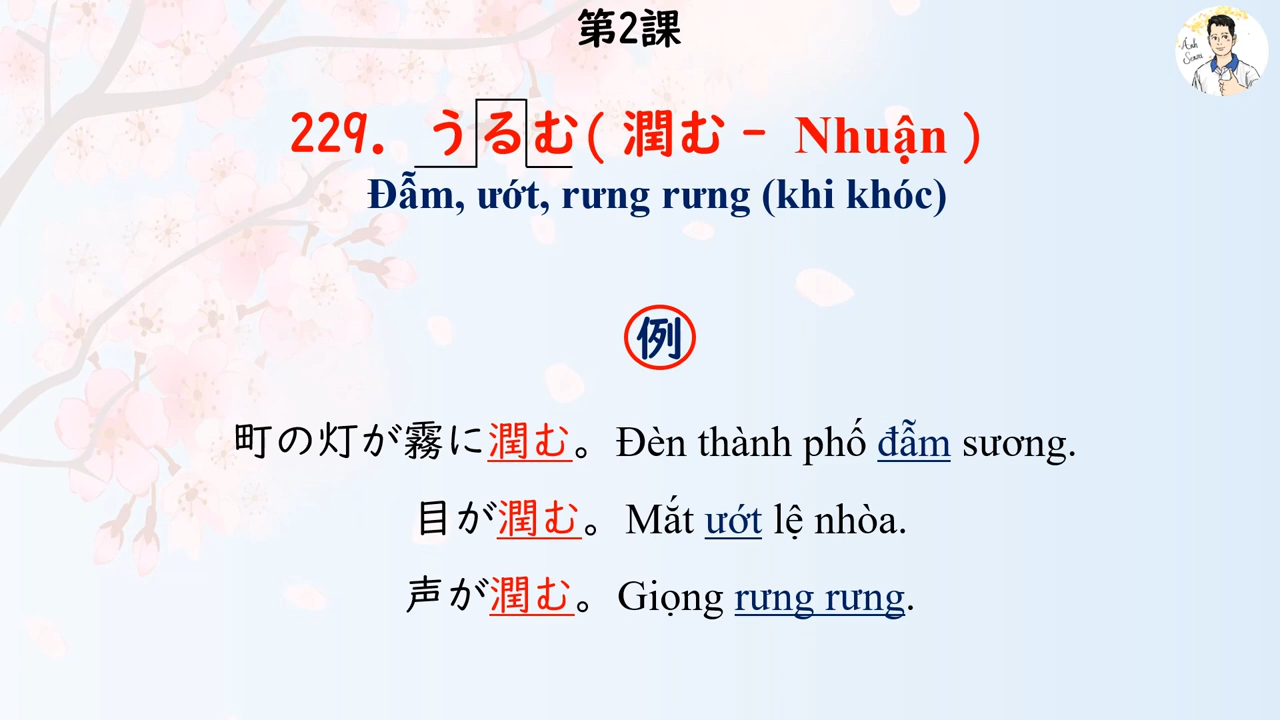 第2課
Anh
Sensei
229. うるむ( 潤む - Nhuận )
Đẫm, ướt, rưng rưng (khi khóc)
例
町の灯が霧に潤む。Đèn thành phố đẫm sương.
目が潤む。Mắt ướt lệ nhòa.
声が潤む。Giọng rưng rưng.